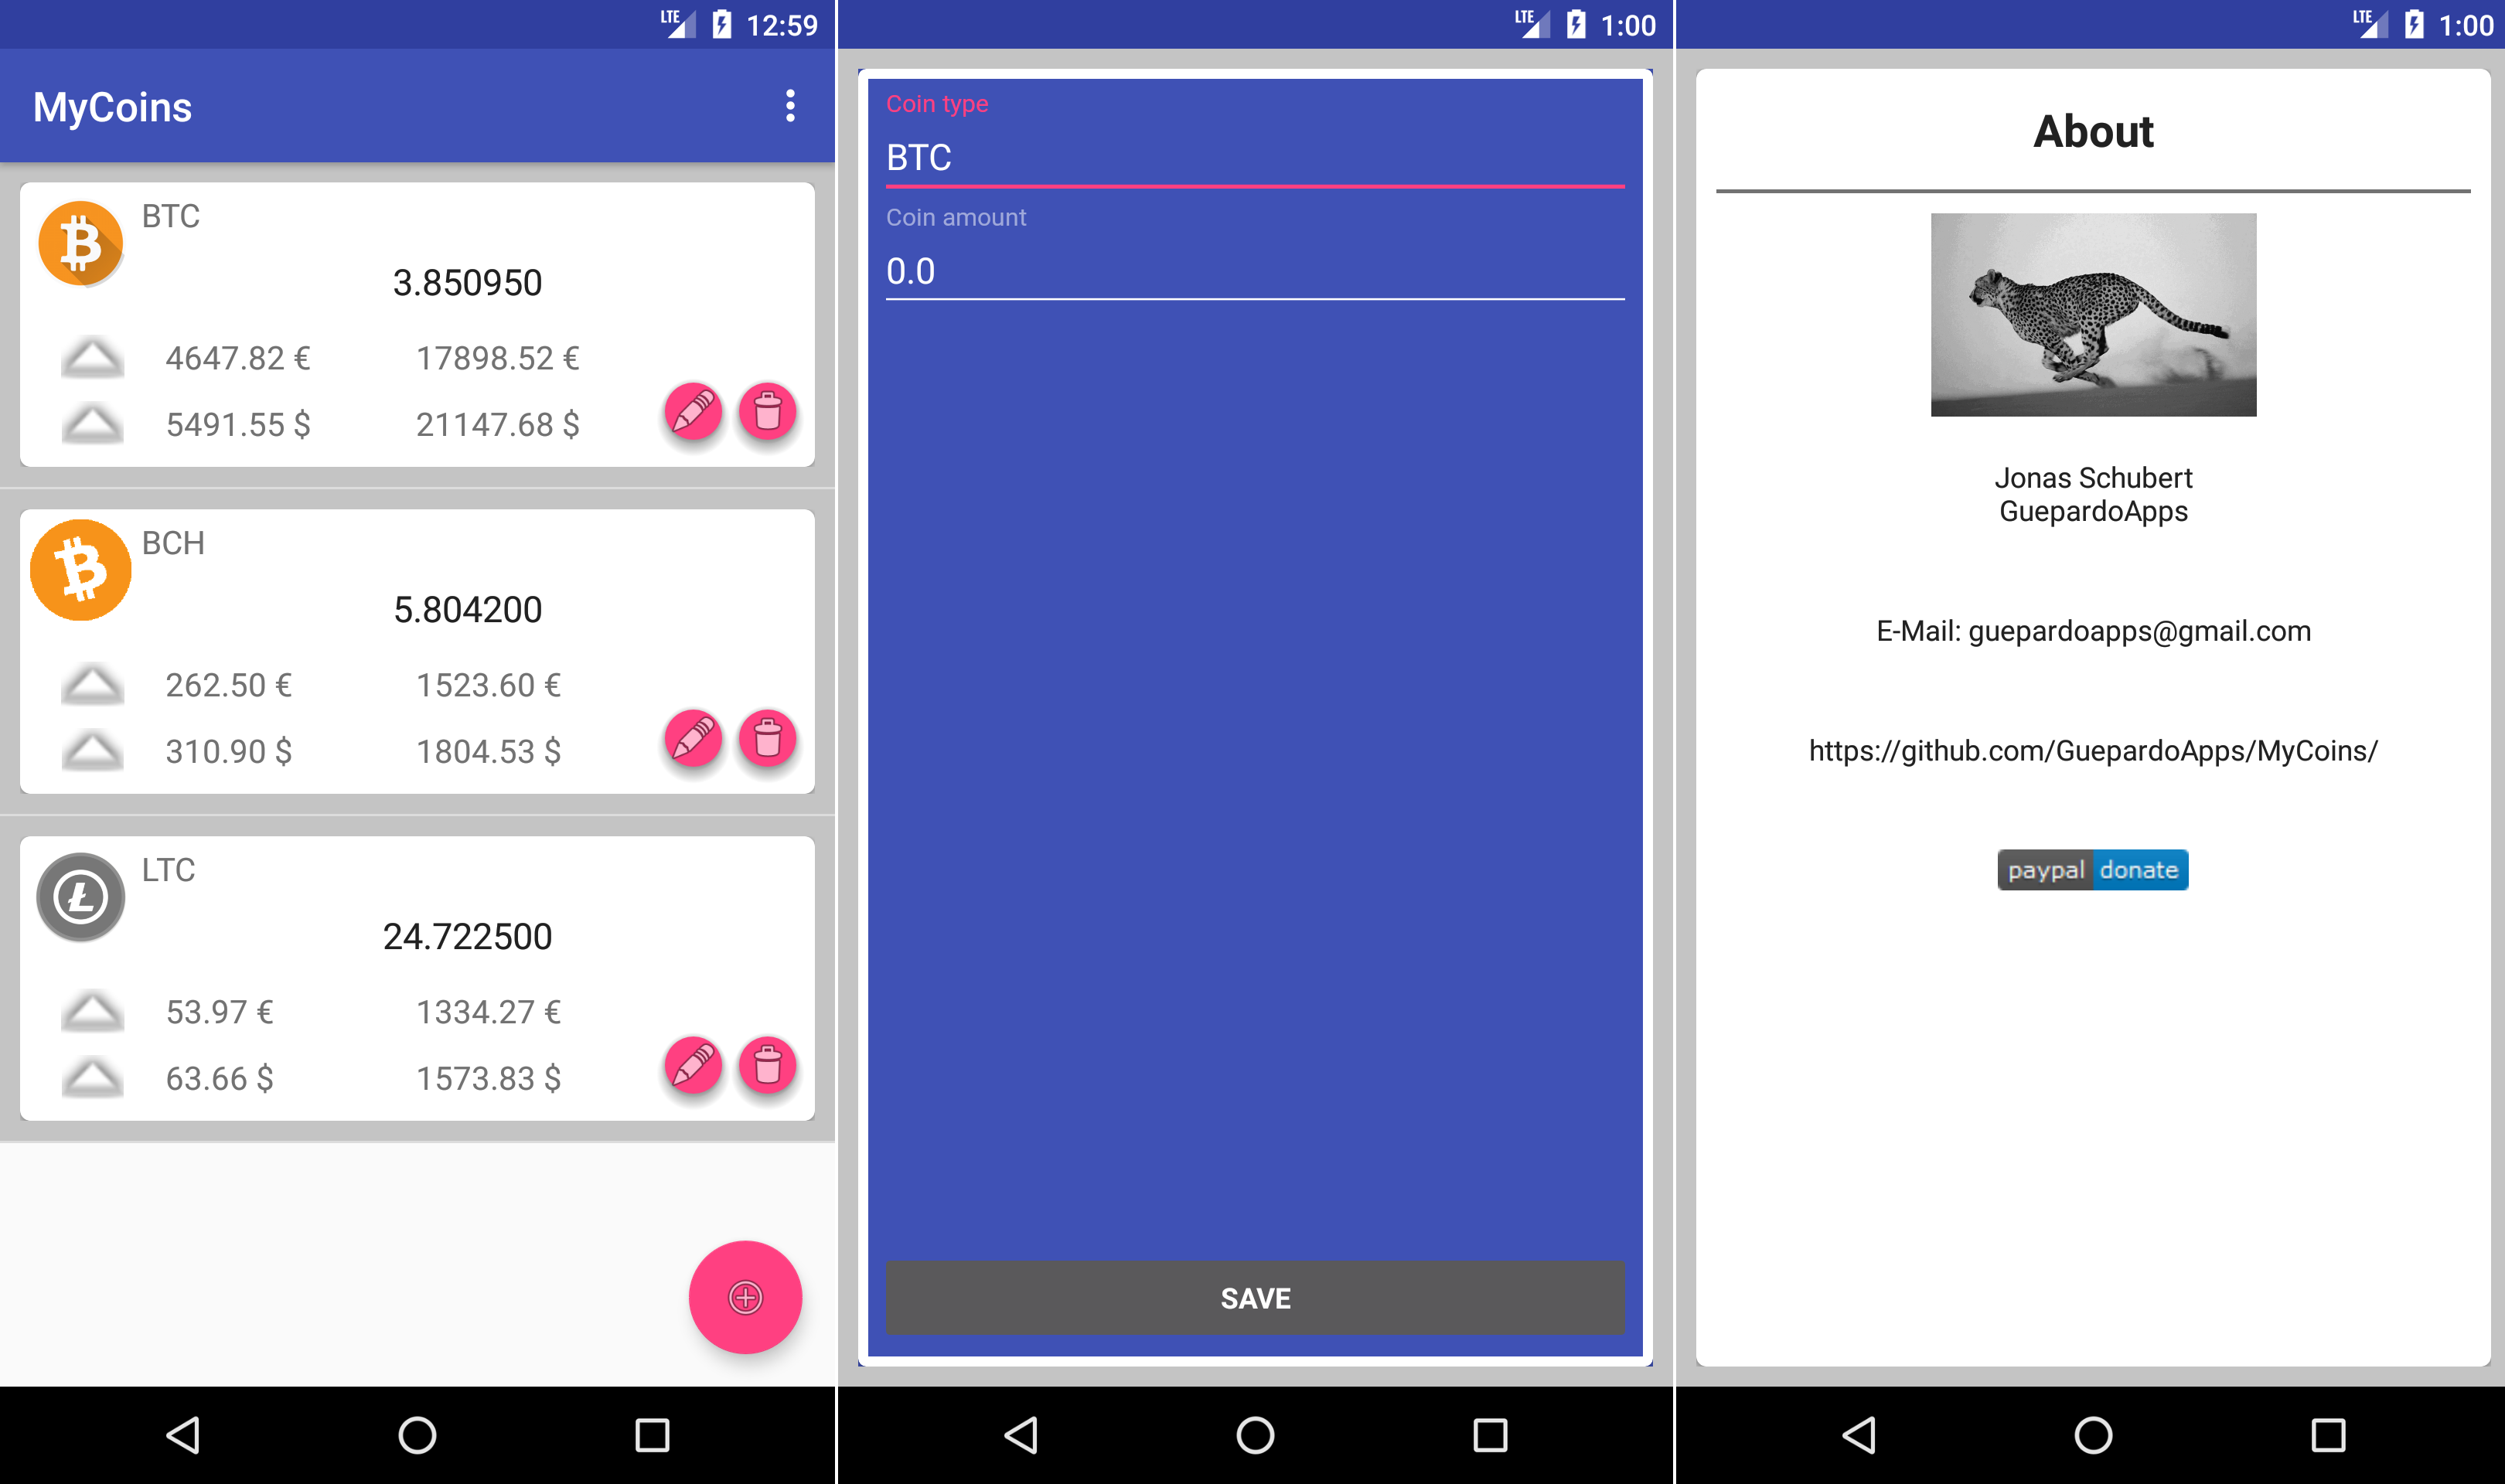 LTE 12:59
MyCoins
BTC
3.850950
4647.82 € 17898.52 €
5491.55 $ 21147.68 $
BCH
5.804200
262.50 € 1523.60 €
310.90 $ 1804.53 $
LTC
24.722500
53.97 € 1334.27 €
63.66 $ 1573.83 $
LTE 1:00
Coin type
BTC
Coin amount
0.0
SAVE
LTE 1:00
About
Jonas Schubert
GuepardoApps
E-Mail: guepardoapps@gmail.com
https://github.com/GuepardoApps/MyCoins/
paypal donate